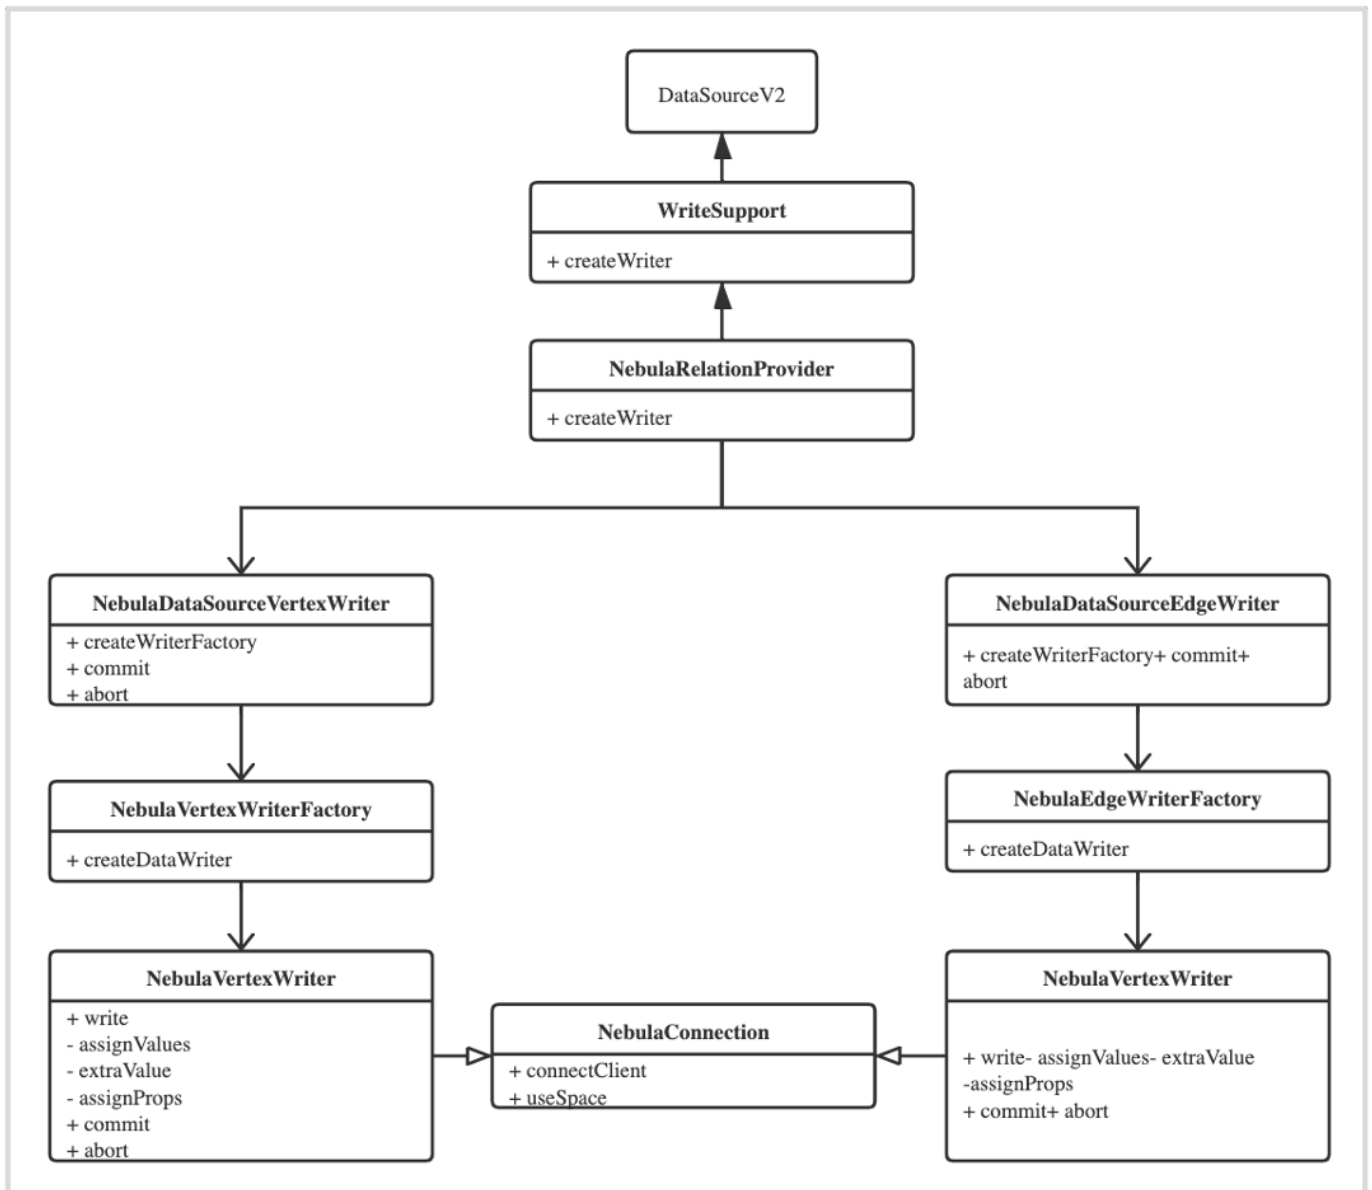 DataSourceV2
WriteSupport
+ createWriter
NebulaRelationProvider
+ createWriter
NebulaDataSourceVertexWriter
+ createWriterFactory
+ commit
+ abort
NebulaDataSourceEdgeWriter
+ createWriterFactory+ commit+
abort
NebulaVertexWriterFactory
+ createDataWriter
NebulaEdgeWriterFactory
+ createDataWriter
NebulaVertexWriter
+ write
- assignValues
- extraValue
- assignProps
+ commit
+ abort
NebulaConnection
+ connectClient
+ useSpace
NebulaVertexWriter
+ write- assignValues- extraValue
-assignProps
+ commit+ abort